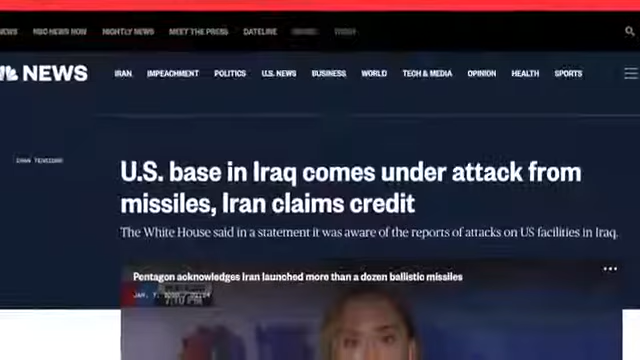 NEWS NBC NEWS NOW NIGHTLY NEWS MEET THE PRESS DATELINE
NEWS IRAN IMPEACHMENT POLITICS U.S. NEWS BUSINESS WORLD TECH & MEDIA OPINION HEALTH SPORTS
U.S. base in Iraq comes under attack from
missiles, Iran claims credit
The White House said in a statement it was aware of the reports of attacks on US facilities in Iraq.
Pentagon acknowledges Iran launched more than a dozen ballistic missiles